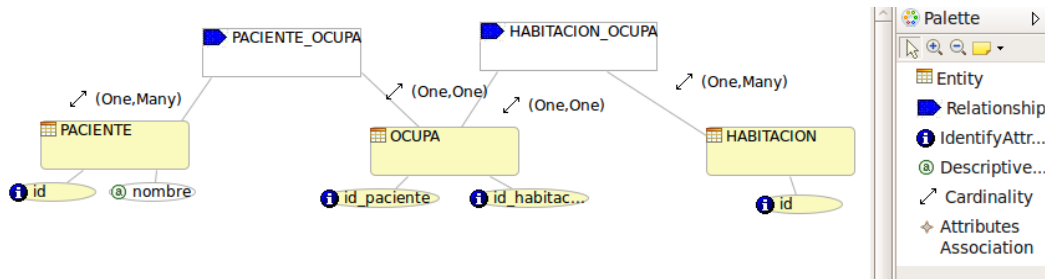 PACIENTE_OCUPA
HABITACION_OCUPA
(One,Many)
(One,One)
(One,One)
(One,Many)
PACIENTE
OCUPA
HABITACION
id
nombre
id_paciente
id_habitac...
id
Palette
Entity
Relationship
IdentifyAttr...
Descriptive...
Cardinality
Attributes
Association